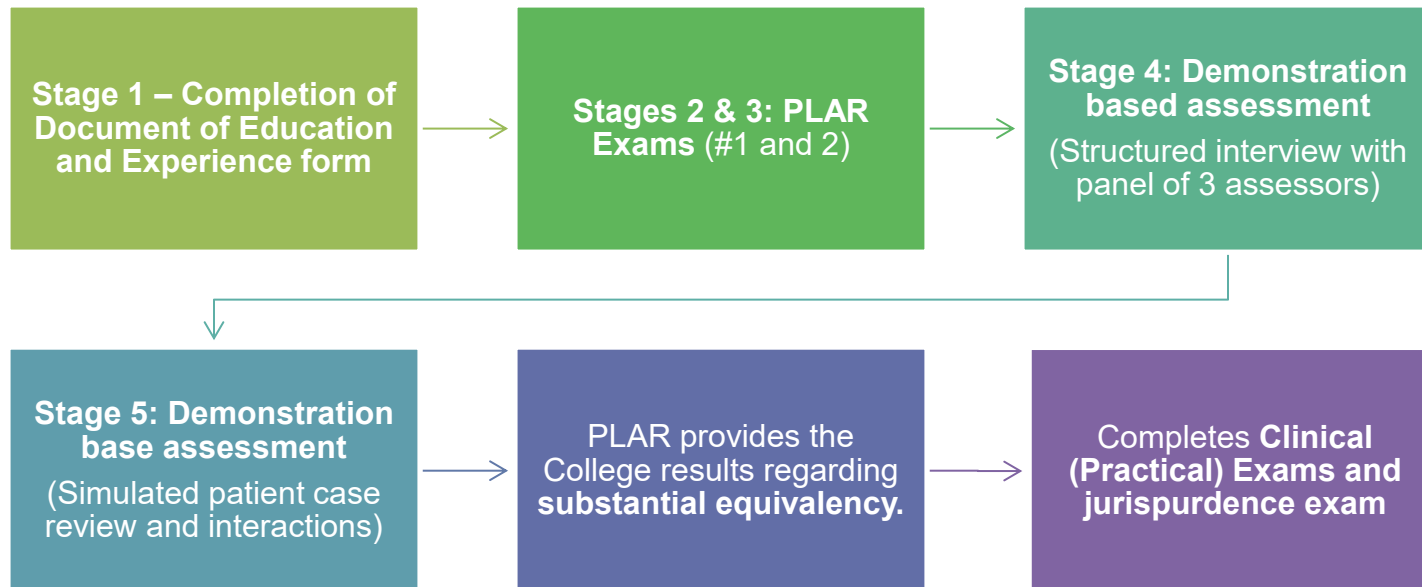 Stage 1 – Completion of
Document of Education
and Experience form
Stages 2 & 3: PLAR
Exams (#1 and 2)
Stage 4: Demonstration
based assessment
(Structured interview with
panel of 3 assessors)
Stage 5: Demonstration
base assessment
(Simulated patient case
review and interactions)
PLAR provides the
College results regarding
substantial equivalency.
Completes Clinical
(Practical) Exams and
jurispurdence exam